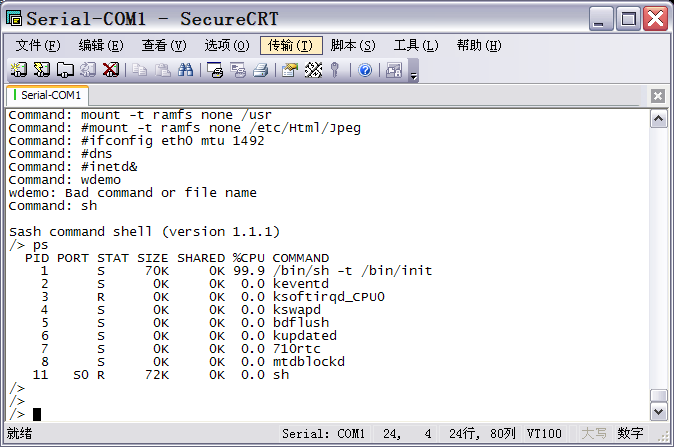 Serial-COM1 - SecureCRT
文件(F) 编辑(E) 查看(V) 选项(O) 传输(T) 脚本(S) 工具(L) 帮助(H)
Serial-COM1
Command: mount -t ramfs none /usr
Command: #mount -t ramfs none /etc/Html/Jpeg
Command: #ifconfig eth0 mtu 1492
Command: #dns
Command: #inetd&
Command: wdemo
wdemo: Bad command or file name
Command: sh
Sash command shell (version 1.1.1)
/> ps
PID PORT STAT SIZE SHARED %CPU COMMAND
1 S 70K 0K 99.9 /bin/sh -t /bin/init
2 S 0K 0K 0.0 keventd
3 R 0K 0K 0.0 ksoftirqd_CPU0
4 S 0K 0K 0.0 kswapd
5 S 0K 0K 0.0 bdflush
6 S 0K 0K 0.0 kupdated
7 S 0K 0K 0.0 710rtc
8 S 0K 0K 0.0 mtdblockd
11 S0 R 72K 0K 0.0 sh
/>
/>
/>
就绪 Serial: COM1 24, 4 24行, 80列 VT100 大写 数字